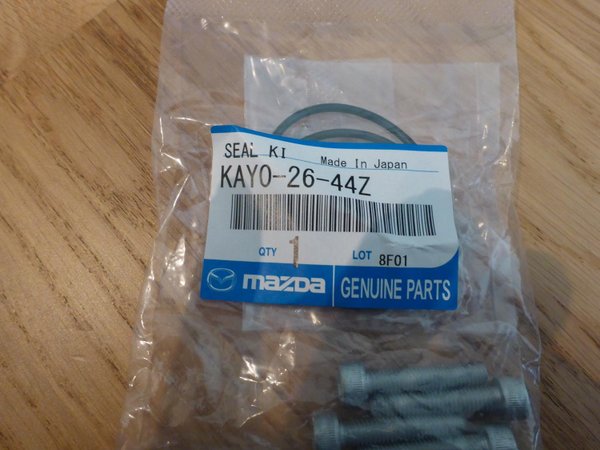 SEAL KI Made In Japan
KAY0-26-44Z
QTY 1 LOT 8F01
mazda GENUINE PARTS